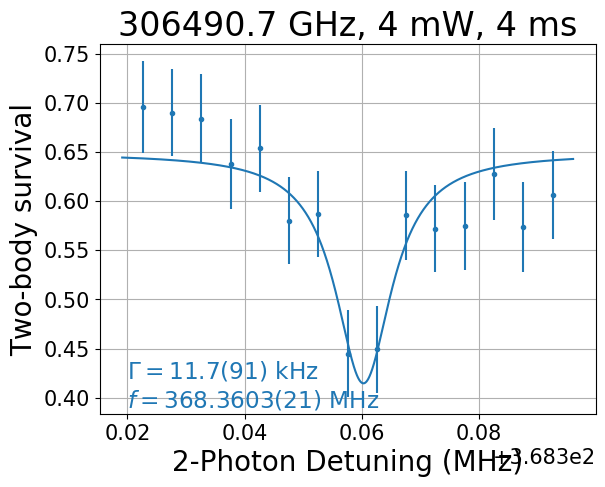 306490.7 GHz, 4 mW, 4 ms
Two-body survival
0.75
0.70
0.65
0.60
0.55
0.50
0.45
0.40
Γ = 11.7(91) kHz
f = 368.3603(21) MHz
0.02 0.04 0.06 0.08
+3.683e2
2-Photon Detuning (MHz)